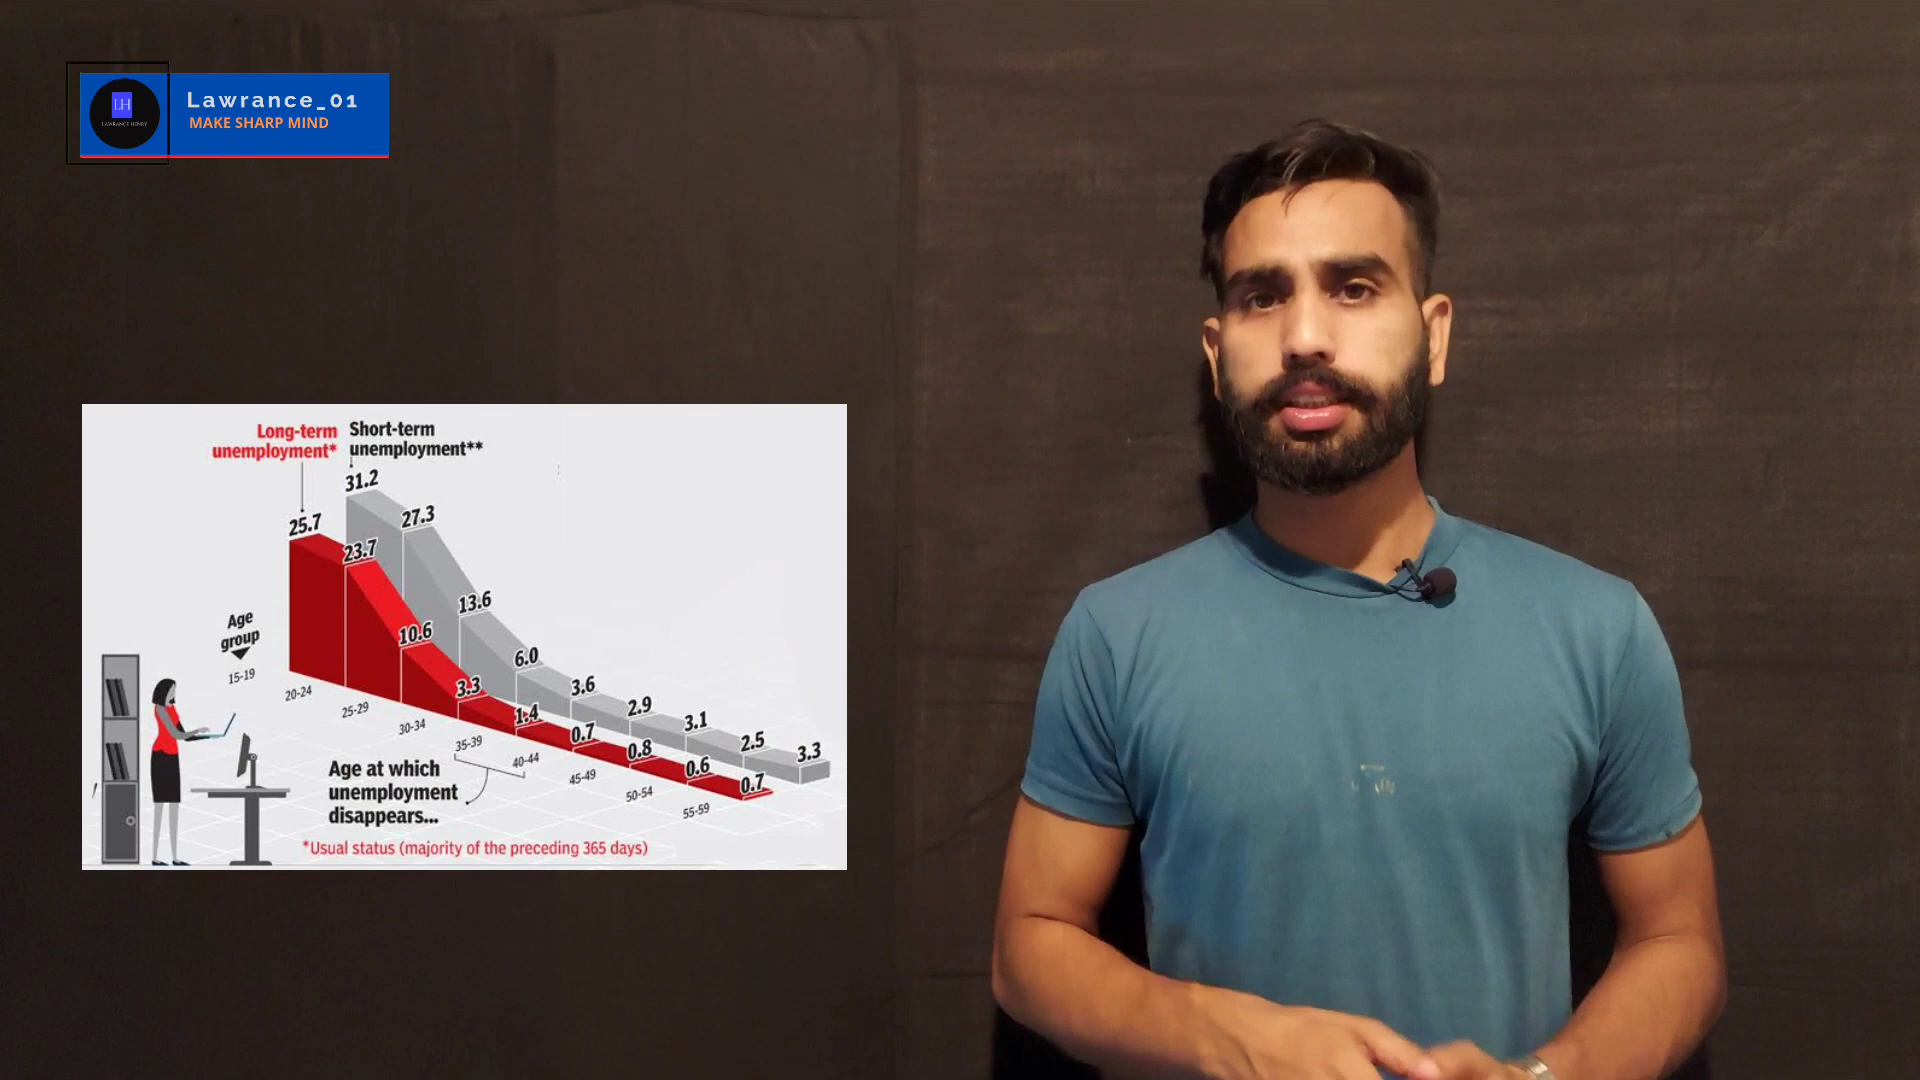 Lawrance_01
MAKE SHARP MIND
LH
LAWRANCE HENRY
Long-term
unemployment*
Short-term
unemployment**
31.2
27.3
25.7
23.7
13.6
10.6
6.0
3.6
2.9
3.1
2.5
3.3
3.3
1.4
0.7
0.8
0.6
0.7
Age
group
15-19
20-24
25-29
30-34
35-39
40-44
45-49
50-54
55-59
Age at which
unemployment
disappears...
*Usual status (majority of the preceding 365 days)